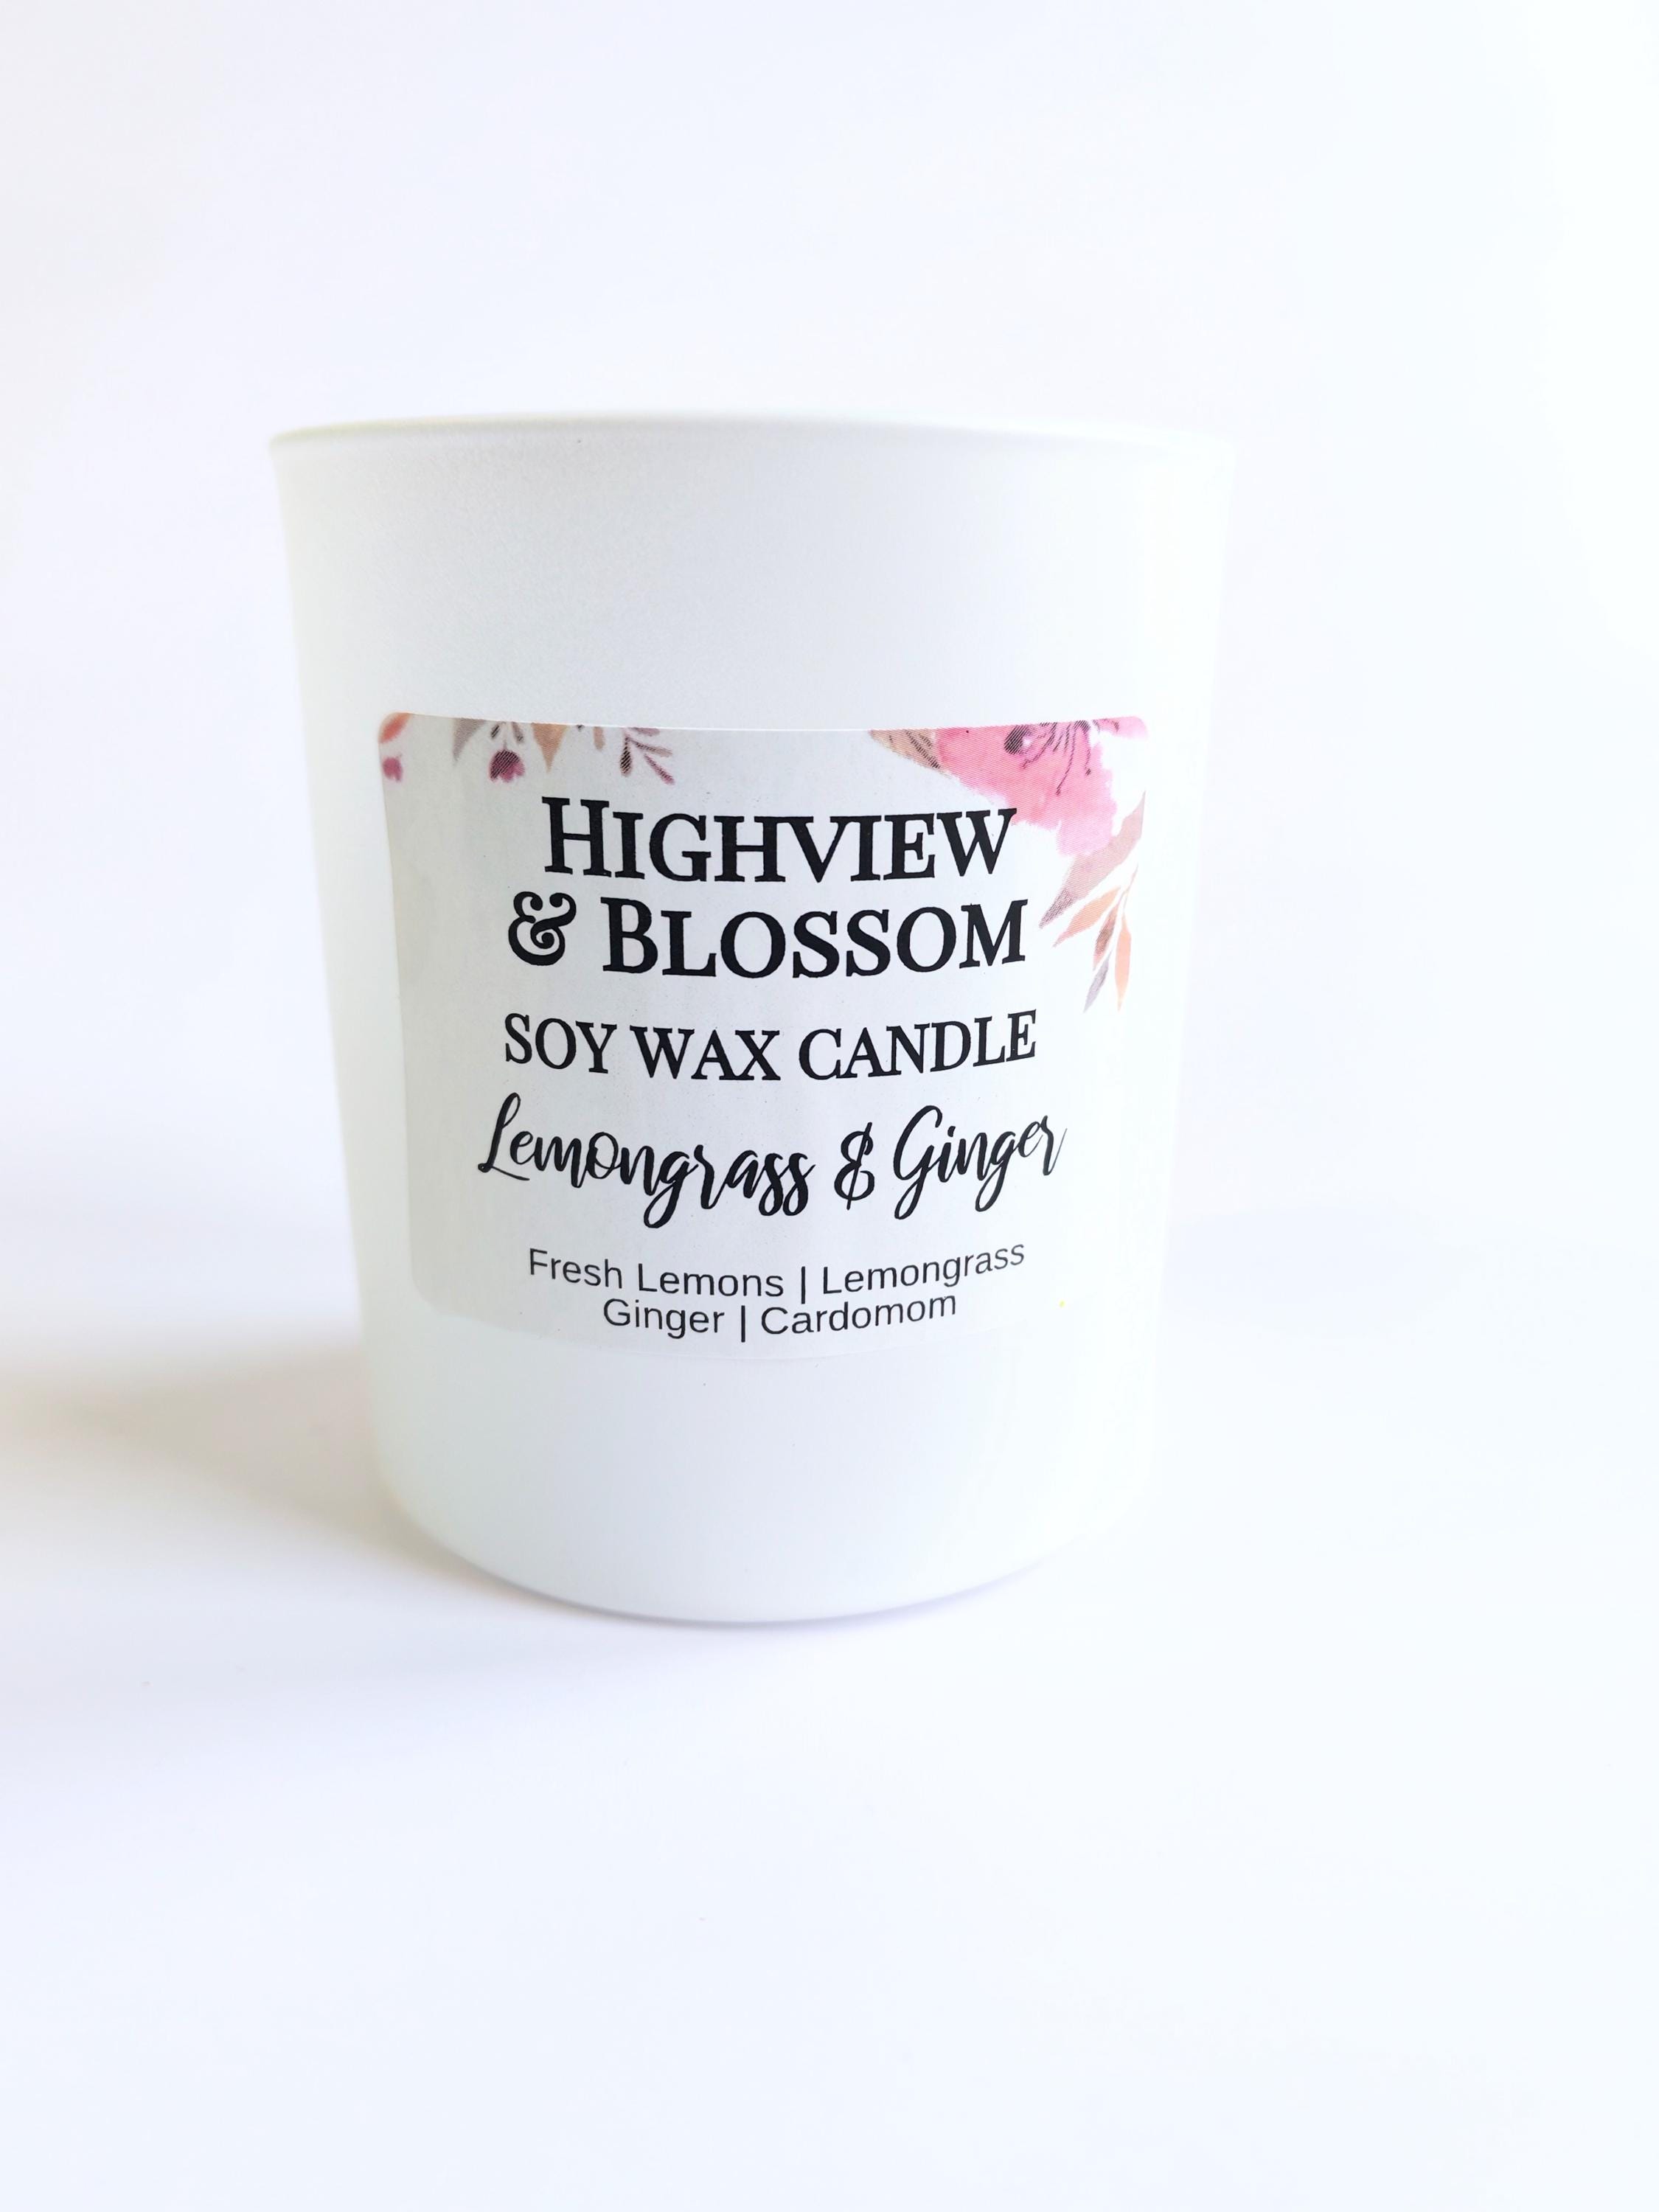 HIGHVIEW
& BLOSSOM
SOY WAX CANDLE
Lemongrass & Ginger
Fresh Lemons | Lemongrass
Ginger | Cardomom